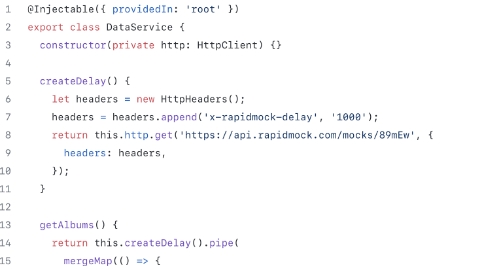 1 @Injectable({ providedIn: 'root' })
2 export class DataService {
3   constructor(private http: HttpClient) {}
4
5   createDelay() {
6     let headers = new HttpHeaders();
7     headers = headers.append('x-rapidmock-delay', '1000');
8     return this.http.get('https://api.rapidmock.com/mocks/89mEw', {
9       headers: headers,
10     });
11   }
12
13   getAlbums() {
14     return this.createDelay().pipe(
15       mergeMap(() => {